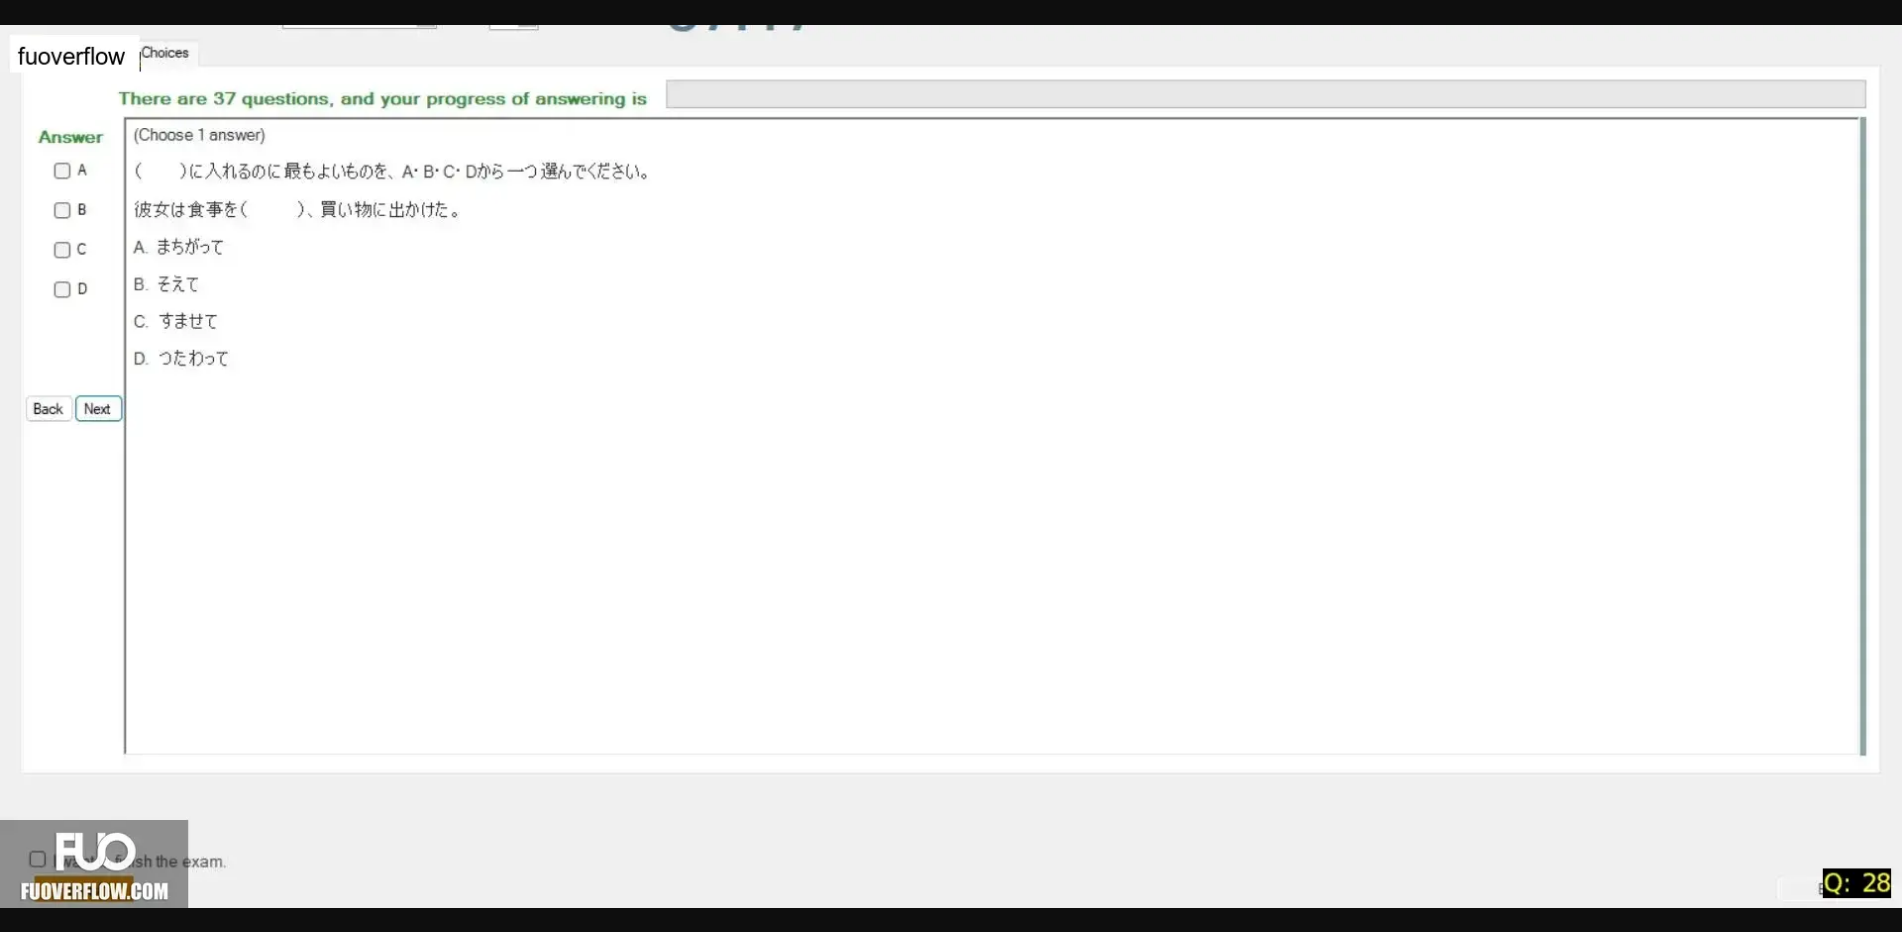 fuoverflow
Choices
There are 37 questions, and your progress of answering is
Answer
(Choose 1 answer)
A
(　　)に入れるのに最もよいものを、A・B・C・Dから一つ選んでください。
B
彼女は食事を(　　　)、買い物に出かけた。
C
A. まちがって
B. そえて
D
C. すませて
D. つたわって
Back
Next
FUO
I want finish the exam.
FUOVERFLOW.COM
Q: 28